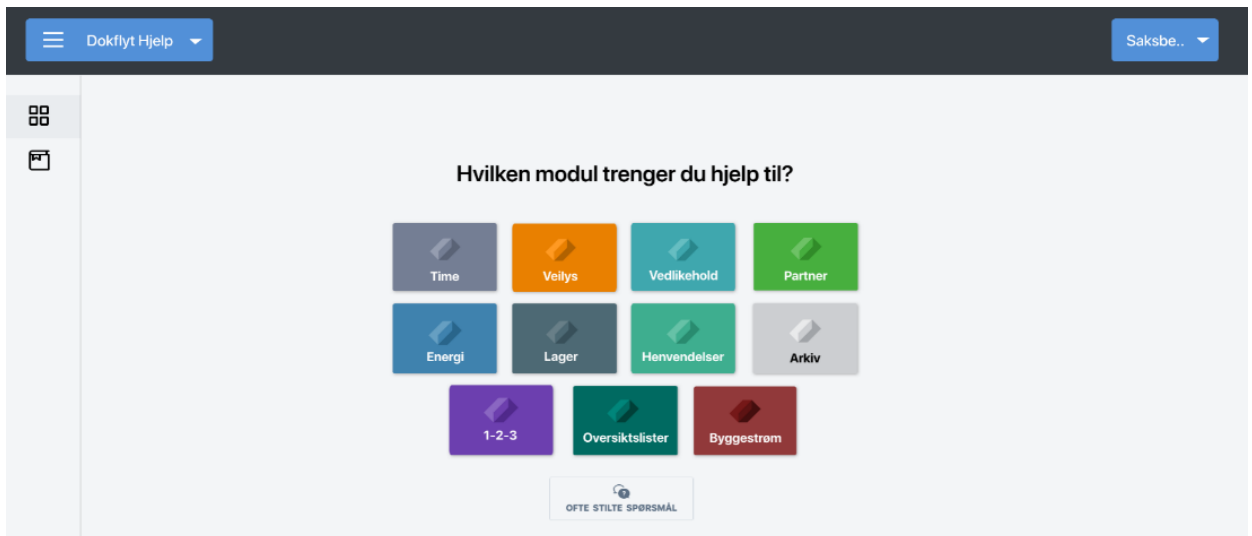 Dokflyt Hjelp
Saksbe..
Hvilken modul trenger du hjelp til?
Time
Veilys
Vedlikehold
Partner
Energi
Lager
Henvendelser
Arkiv
1-2-3
Oversiktslister
Byggestrøm
OFTE STILTE SPØRSMÅL